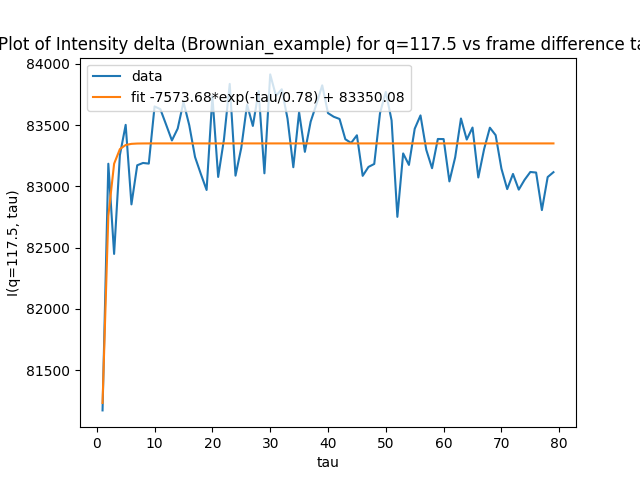 Plot of Intensity delta (Brownian_example) for q=117.5 vs frame difference ta
data
fit -7573.68*exp(-tau/0.78) + 83350.08
84000
83500
83000
82500
82000
81500
I(q=117.5, tau)
0 10 20 30 40 50 60 70 80
tau